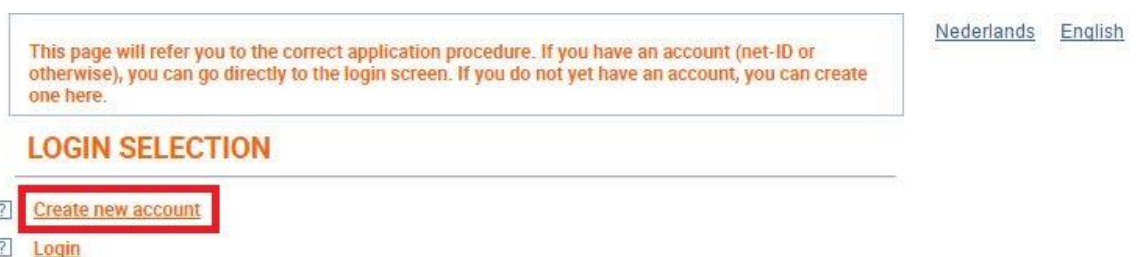 This page will refer you to the correct application procedure. If you have an account (net-ID or
otherwise), you can go directly to the login screen. If you do not yet have an account, you can create
one here.
Nederlands English
LOGIN SELECTION
? Create new account
? Login